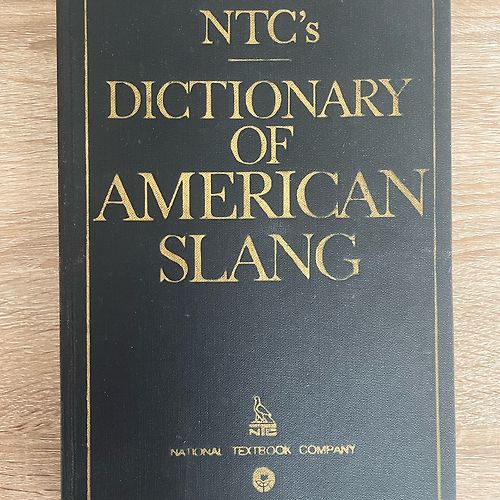 NTC's
DICTIONARY
OF
AMERICAN
SLANG
NTC
NATIONAL TEXTBOOK COMPANY